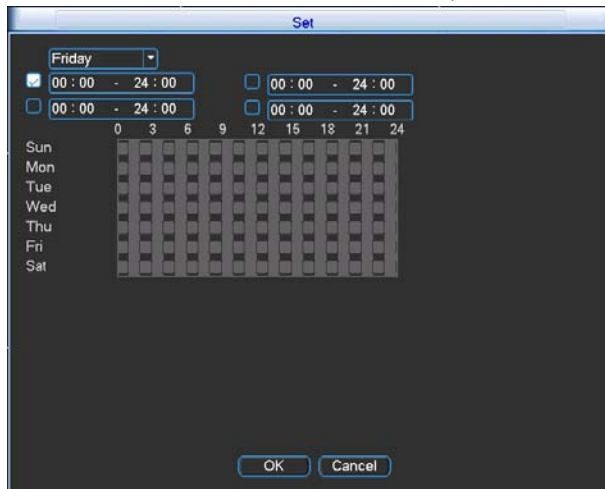 Set
Friday
00 : 00 - 24 : 00 00 : 00 - 24 : 00
00 : 00 - 24 : 00 00 : 00 - 24 : 00
0 3 6 9 12 15 18 21 24
Sun
Mon
Tue
Wed
Thu
Fri
Sat
OK Cancel